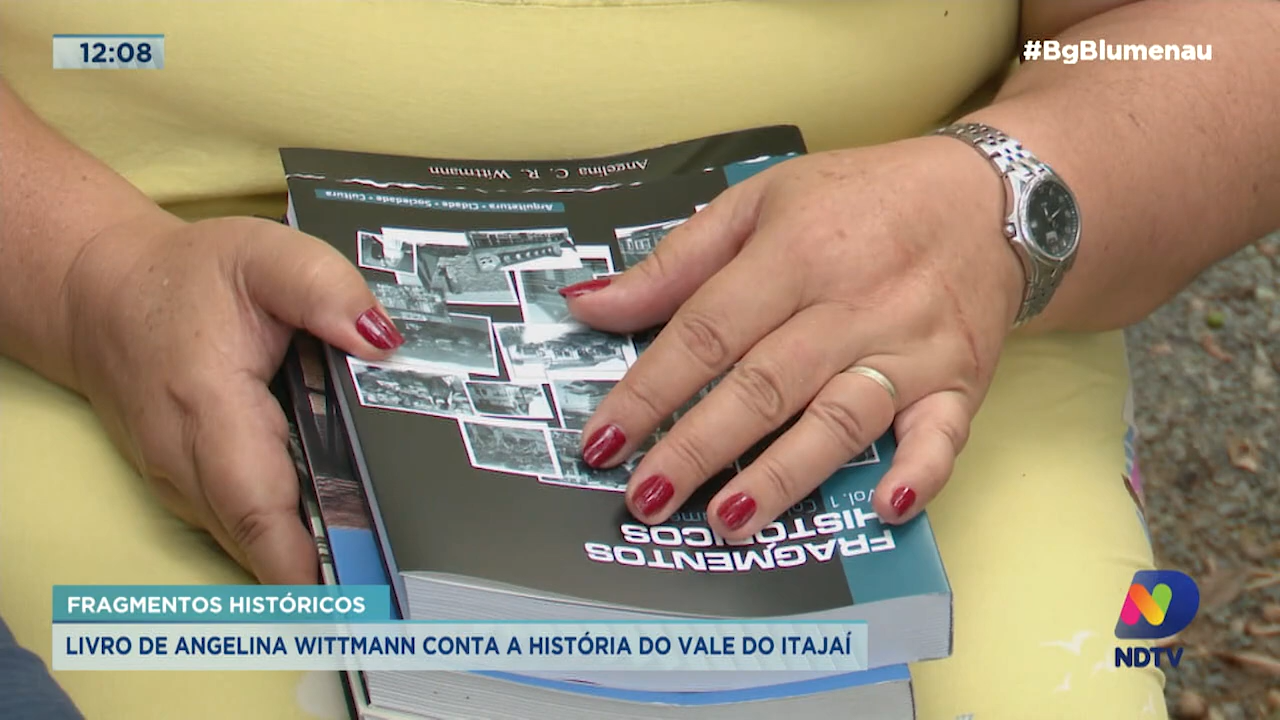 12:08
#BgBlumenau
Angelina C. R. Wittmann
Arquitetura • Cidade • Sociedade • Cultura
Vol. 1
FRAGMENTOS
HISTÓRICOS
FRAGMENTOS HISTÓRICOS
LIVRO DE ANGELINA WITTMANN CONTA A HISTÓRIA DO VALE DO ITAJAÍ
NDTV